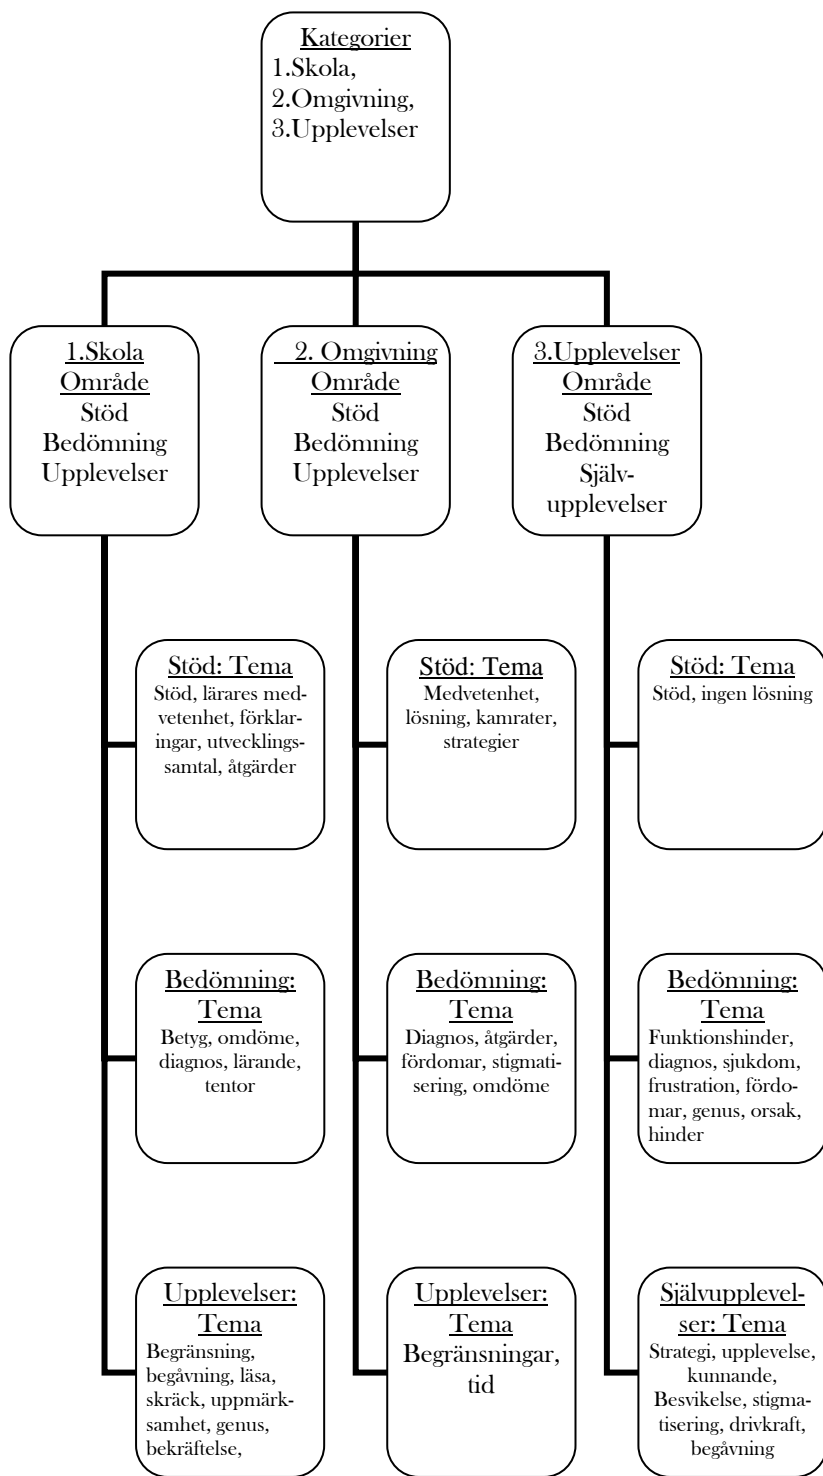 Kategorier
1.Skola,
2.Omgivning,
3.Upplevelser
1.Skola
Område
Stöd
Bedömning
Upplevelser
2. Omgivning
Område
Stöd
Bedömning
Upplevelser
3.Upplevelser
Område
Stöd
Bedömning
Själv-
upplevelser
Stöd: Tema
Stöd, lärares med-
vetenhet, förklar-
ingar, utvecklings-
samtal, åtgärder
Stöd: Tema
Medvetenhet,
lösning, kamrater,
strategier
Stöd: Tema
Stöd, ingen lösning
Bedömning:
Tema
Betyg, omdöme,
diagnos, lärande,
tentor
Bedömning:
Tema
Diagnos, åtgärder,
fördomar, stigmati-
sering, omdöme
Bedömning:
Tema
Funktionshinder,
diagnos, sjukdom,
frustration, fördo-
mar, genus, orsak,
hinder
Upplevelser:
Tema
Begränsning,
begåvning, läsa,
skräck, uppmärk-
samhet, genus,
bekräftelse,
Upplevelser:
Tema
Begränsningar,
tid
Självupplevel-
ser: Tema
Strategi, upplevelse,
kunnande,
Besvikelse, stigma-
tisering, drivkraft,
begåvning